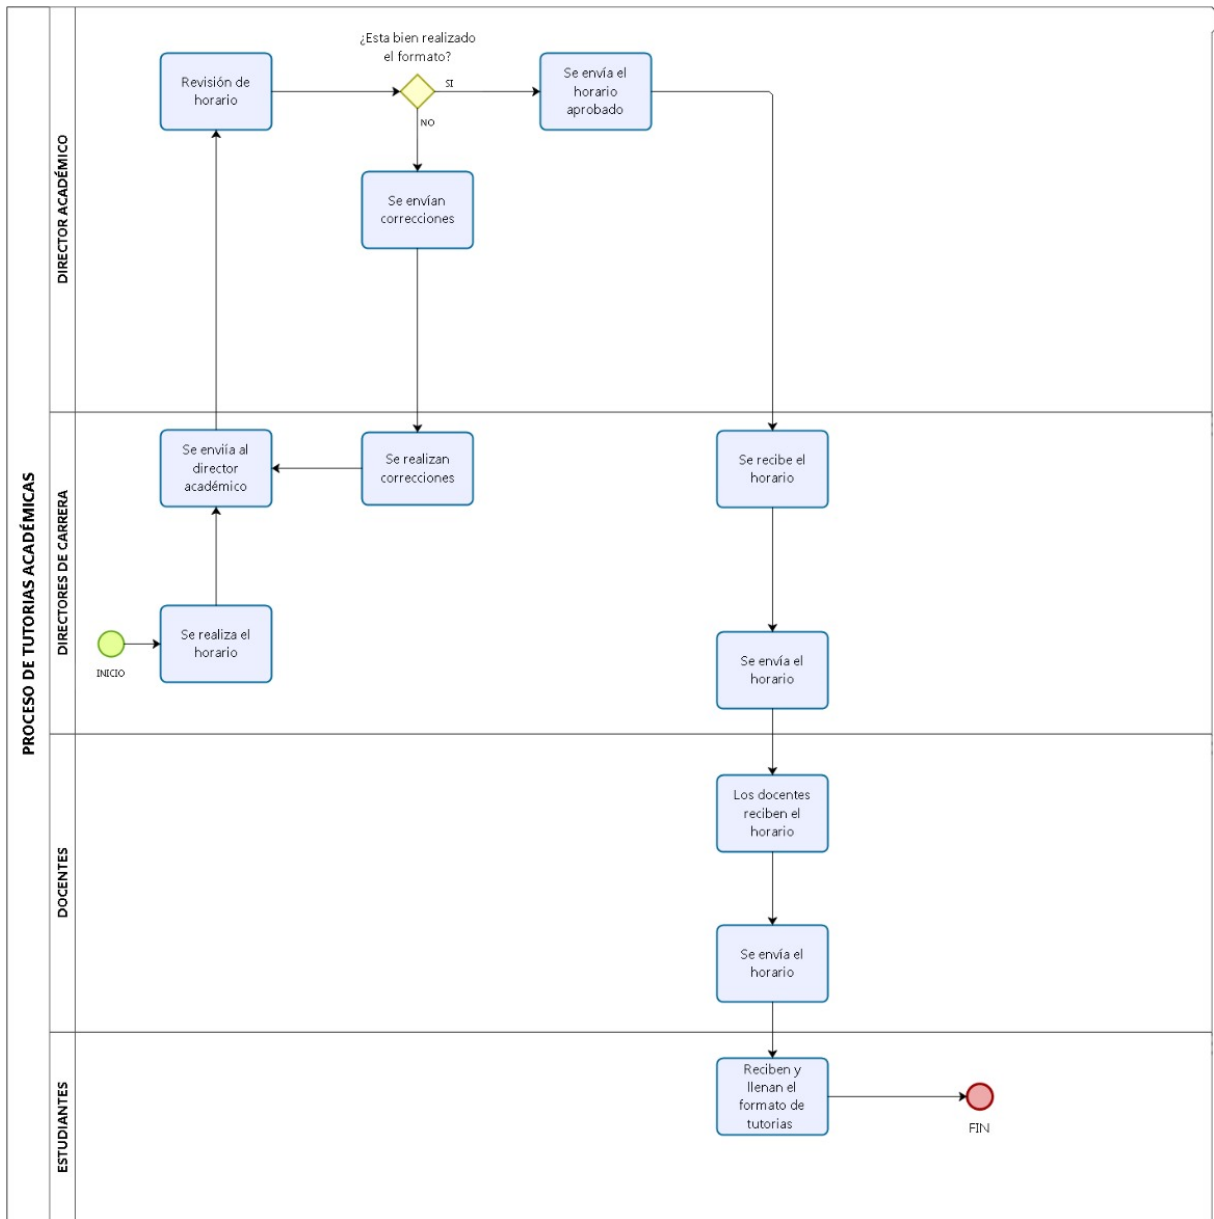 PROCESO DE TUTORIAS ACADÉMICAS
DIRECTOR ACADÉMICO
¿Esta bien realizado
el formato?
Revisión de
horario
SI
NO
Se envía el
horario
aprobado
Se envían
correcciones
DIRECTORES DE CARRERA
Se enviía al
director
académico
Se realizan
correcciones
Se recibe el
horario
INICIO
Se realiza el
horario
Se envía el
horario
DOCENTES
Los docentes
reciben el
horario
Se envía el
horario
ESTUDIANTES
Reciben y
llenan el
formato de
tutorias
FIN